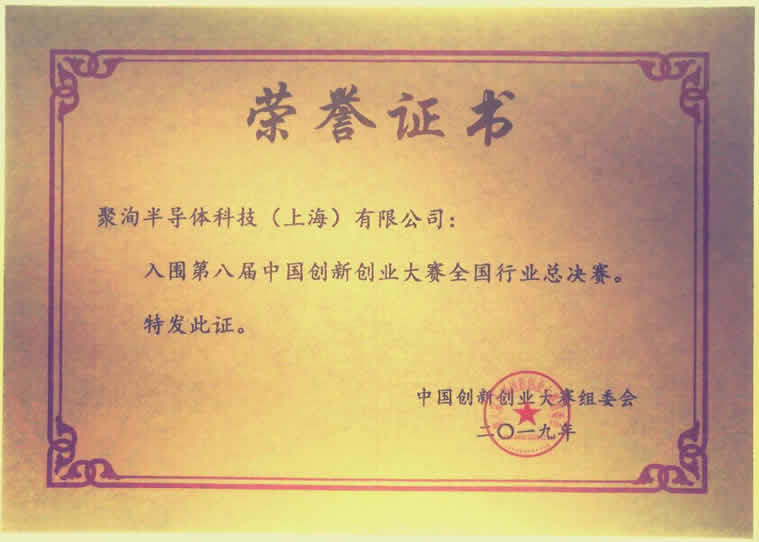 荣誉证书
聚洵半导体科技（上海）有限公司：
入围第八届中国创新创业大赛全国行业总决赛。
特发此证。
中国创新创业大赛组委会
二〇一九年